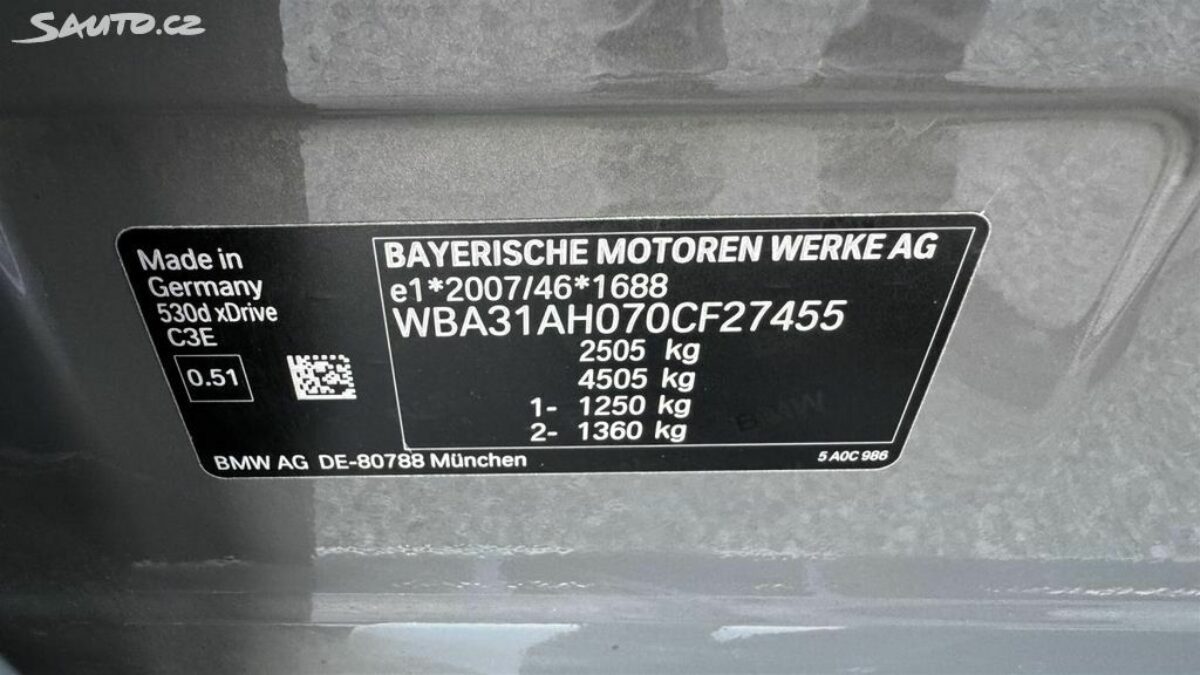 SAUTO.CZ
Made in
Germany
530d xDrive
C3E
0.51
BAYERISCHE MOTOREN WERKE AG
e1*2007/46*1688
WBA31AH070CF27455
2505 kg
4505 kg
1- 1250 kg
2- 1360 kg
BMW AG DE-80788 München
5 A0C 986